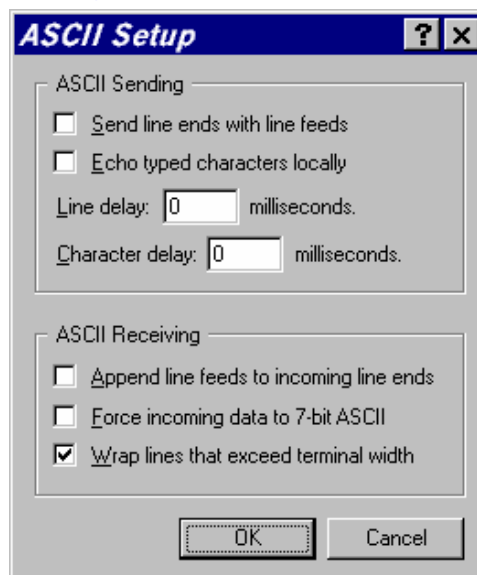 ASCII Setup ? ×
ASCII Sending
Send line ends with line feeds
Echo typed characters locally
Line delay: 0 milliseconds.
Character delay: 0 milliseconds.
ASCII Receiving
Append line feeds to incoming line ends
Force incoming data to 7-bit ASCII
Wrap lines that exceed terminal width
OK Cancel